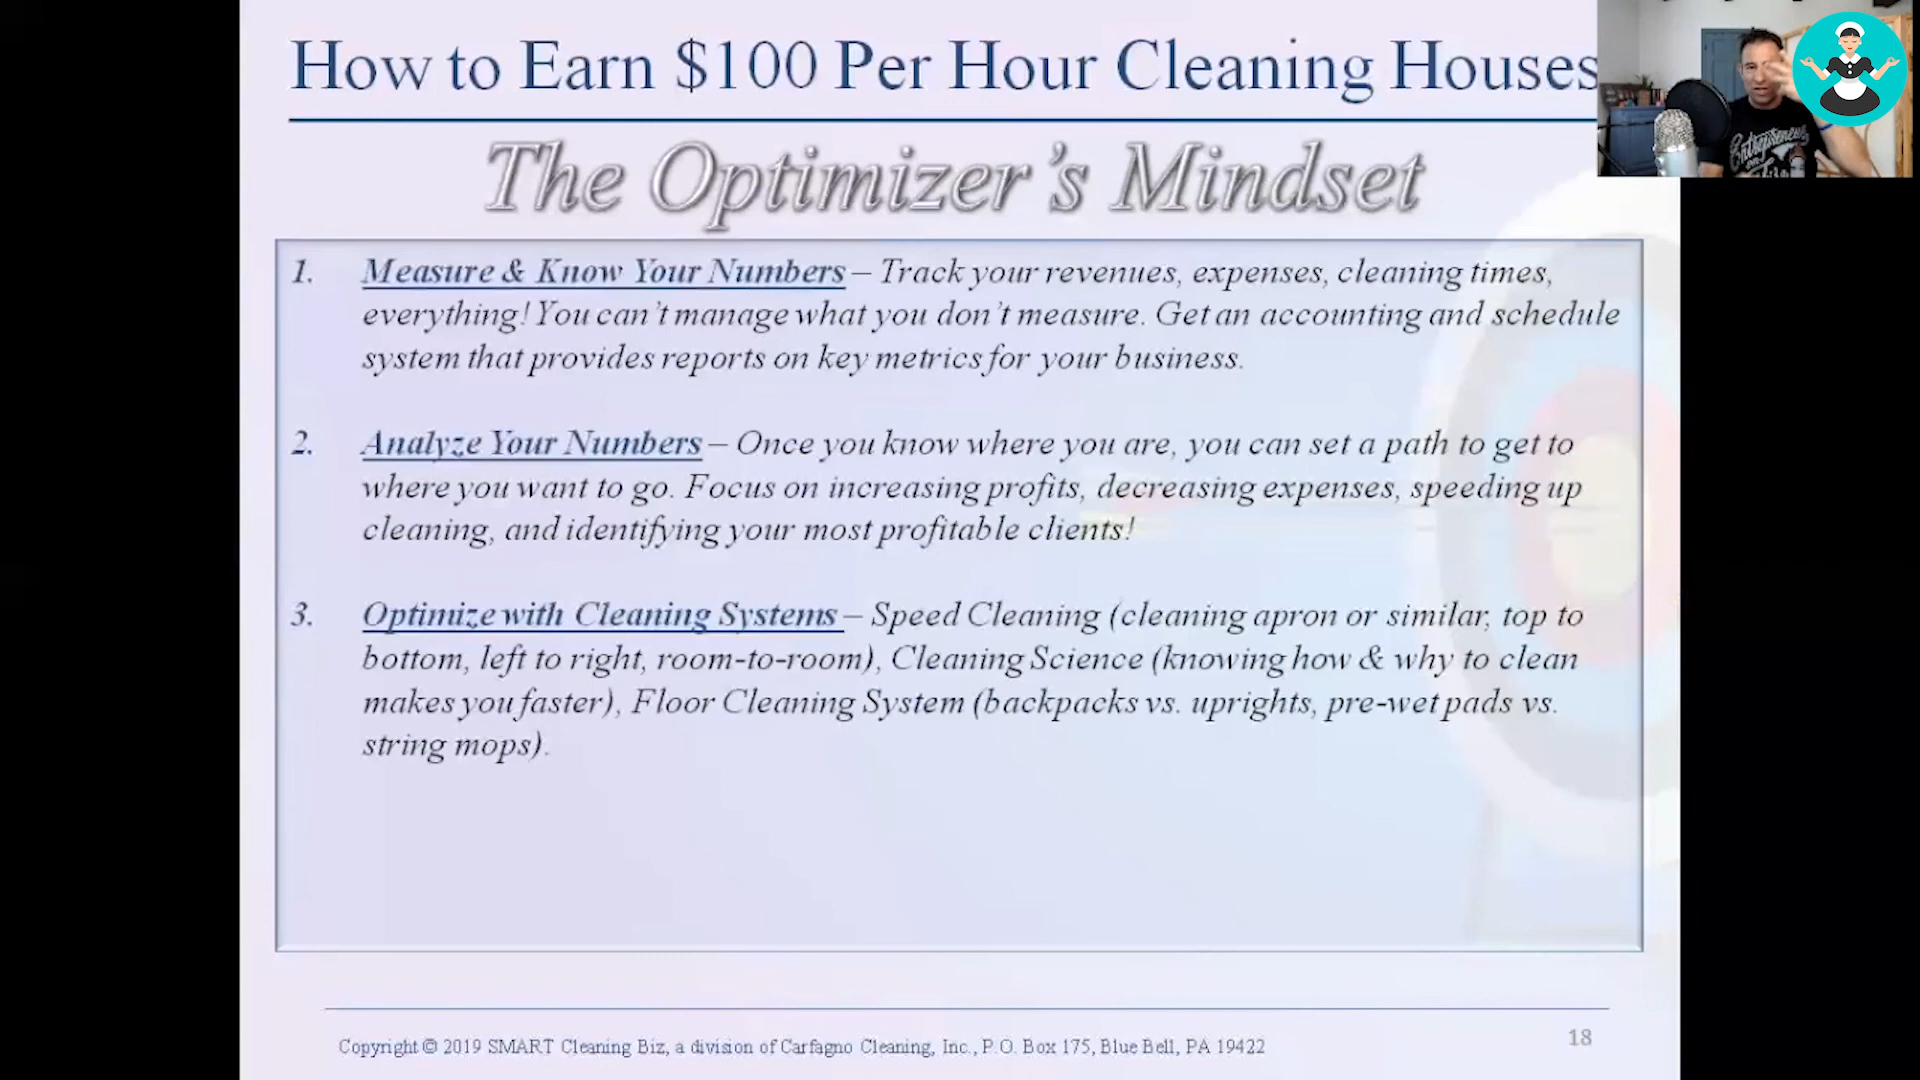 How to Earn $100 Per Hour Cleaning Houses
The Optimizer's Mindset
1. Measure & Know Your Numbers – Track your revenues, expenses, cleaning times,
everything! You can't manage what you don't measure. Get an accounting and schedule
system that provides reports on key metrics for your business.
2. Analyze Your Numbers – Once you know where you are, you can set a path to get to
where you want to go. Focus on increasing profits, decreasing expenses, speeding up
cleaning, and identifying your most profitable clients!
3. Optimize with Cleaning Systems – Speed Cleaning (cleaning apron or similar, top to
bottom, left to right, room-to-room), Cleaning Science (knowing how & why to clean
makes you faster), Floor Cleaning System (backpacks vs. uprights, pre-wet pads vs.
string mops).
Copyright © 2019 SMART Cleaning Biz, a division of Carfagno Cleaning, Inc., P.O. Box 175, Blue Bell, PA 19422
18